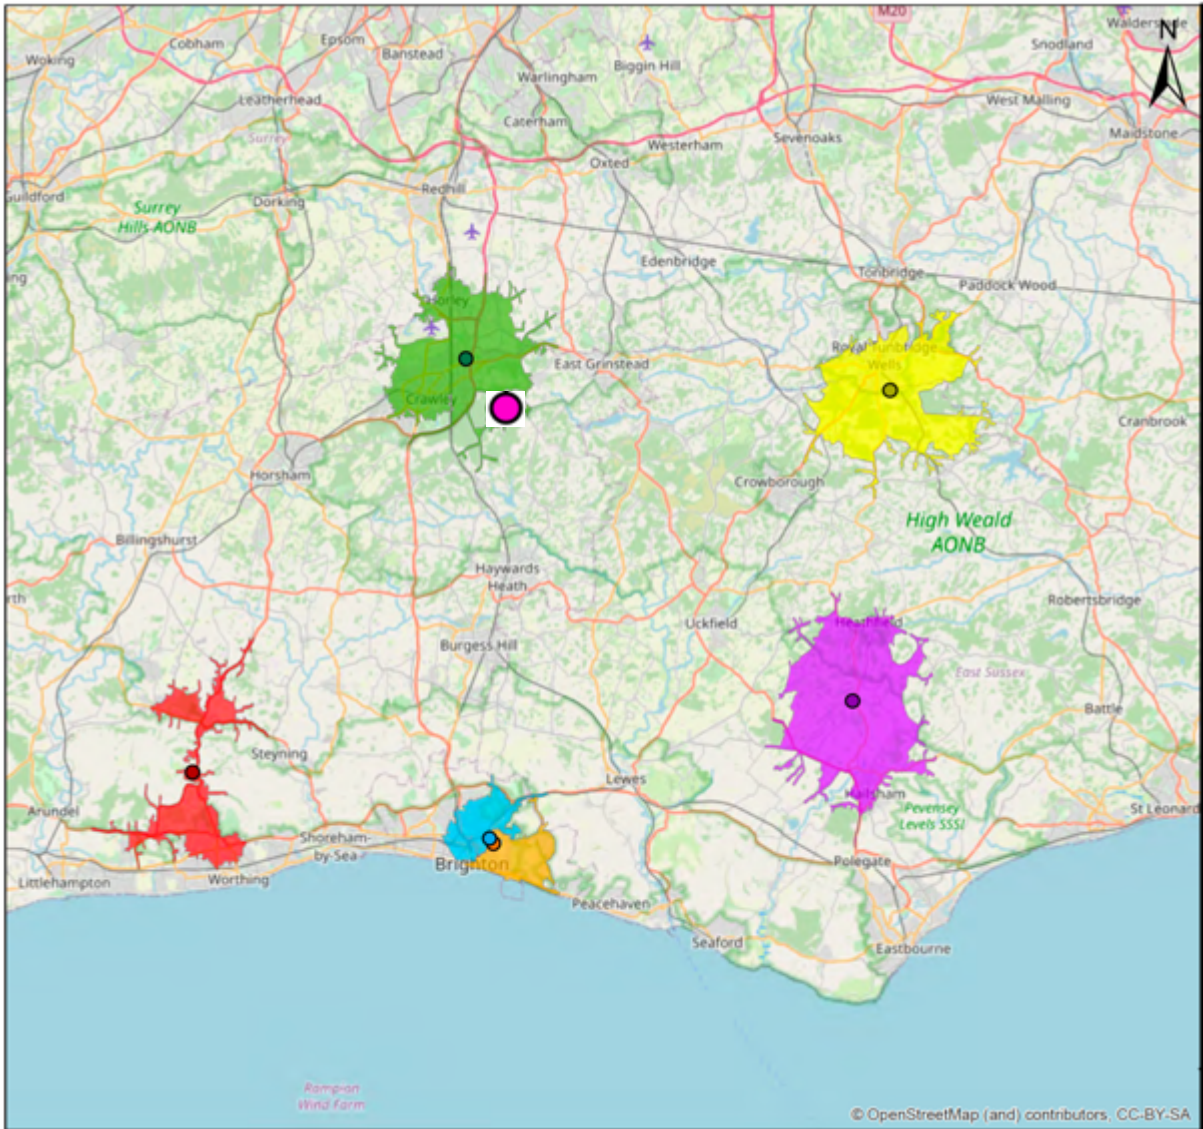 M20
Walders
Cobham
Epsom
Snodland
N
Woking
Banstead
Biggin Hill
Warlingham
Leatherhead
West Malling
Caterham
Surrey
Sevenoaks
Maidstone
Westerham
Oxted
Guildford
Redhill
Dorking
Surrey
Hills AONB
Edenbridge
Tonbridge
ing
Paddock Wood
Horley
Royal Tunbridge
Wells
East Grinstead
Crawley
Cranbrook
Horsham
Crowborough
High Weald
AONB
Billingshurst
Haywards
Heath
rth
Robertsbridge
Uckfield
Heathfield
Burgess Hill
East Sussex
Battle
Steyning
Lewes
Hailsham
Arundel
Pevensey
Levels SSSI
St Leonard
Shoreham-
by-Sea
Brighton
Polegate
Littlehampton
Worthing
Peacehaven
Seaford
Eastbourne
Rampian
Wind Farm
© OpenStreetMap (and) contributors, CC-BY-SA